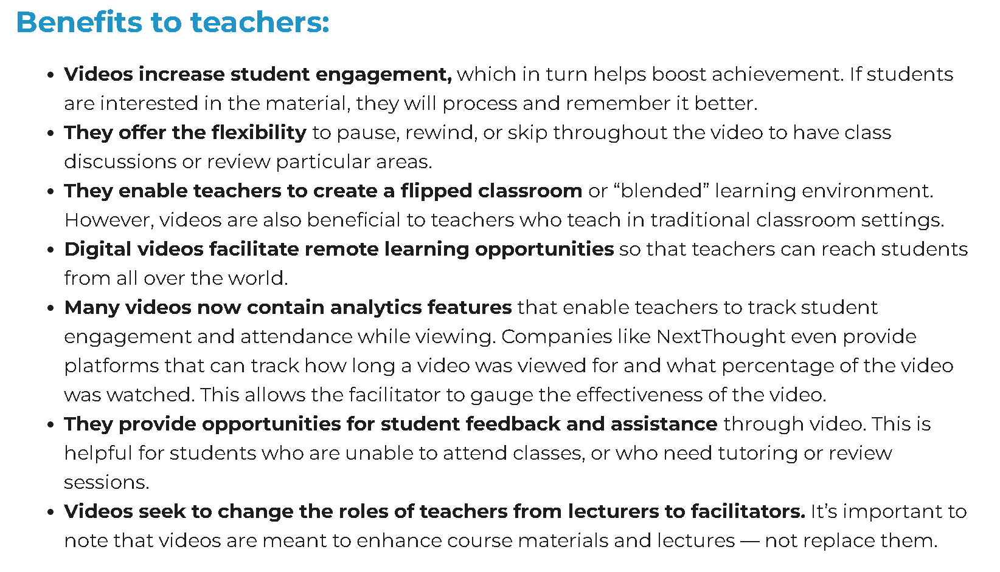 Benefits to teachers:
• Videos increase student engagement, which in turn helps boost achievement. If students
are interested in the material, they will process and remember it better.
• They offer the flexibility to pause, rewind, or skip throughout the video to have class
discussions or review particular areas.
• They enable teachers to create a flipped classroom or “blended” learning environment.
However, videos are also beneficial to teachers who teach in traditional classroom settings.
• Digital videos facilitate remote learning opportunities so that teachers can reach students
from all over the world.
• Many videos now contain analytics features that enable teachers to track student
engagement and attendance while viewing. Companies like NextThought even provide
platforms that can track how long a video was viewed for and what percentage of the video
was watched. This allows the facilitator to gauge the effectiveness of the video.
• They provide opportunities for student feedback and assistance through video. This is
helpful for students who are unable to attend classes, or who need tutoring or review
sessions.
• Videos seek to change the roles of teachers from lecturers to facilitators. It’s important to
note that videos are meant to enhance course materials and lectures — not replace them.